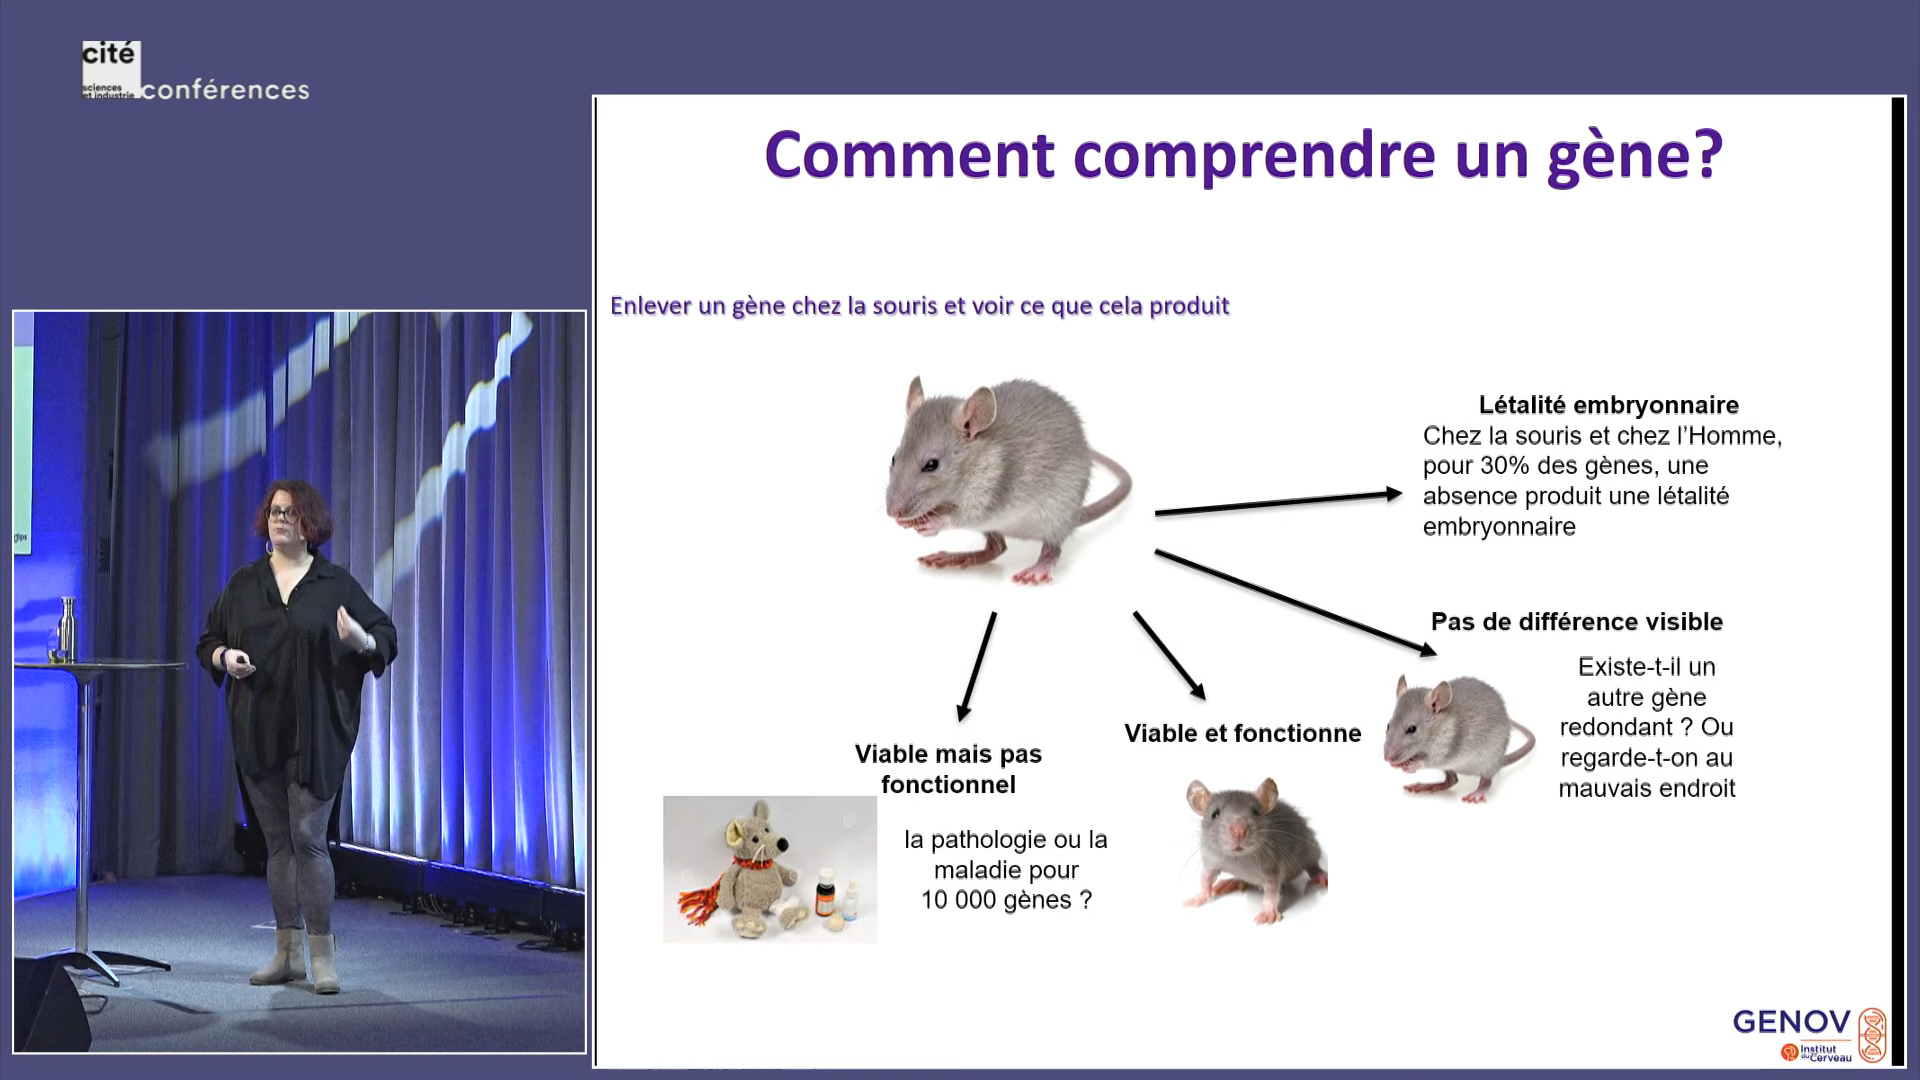 cité
sciences
et industrie
conférences
Comment comprendre un gène?
Enlever un gène chez la souris et voir ce que cela produit
Létalité embryonnaire
Chez la souris et chez l’Homme,
pour 30% des gènes, une
absence produit une létalité
embryonnaire
Pas de différence visible
Existe-t-il un
autre gène
redondant ? Ou
regarde-t-on au
mauvais endroit
Viable et fonctionne
Viable mais pas
fonctionnel
la pathologie ou la
maladie pour
10 000 gènes ?
GENOV
Institut
du Cerveau